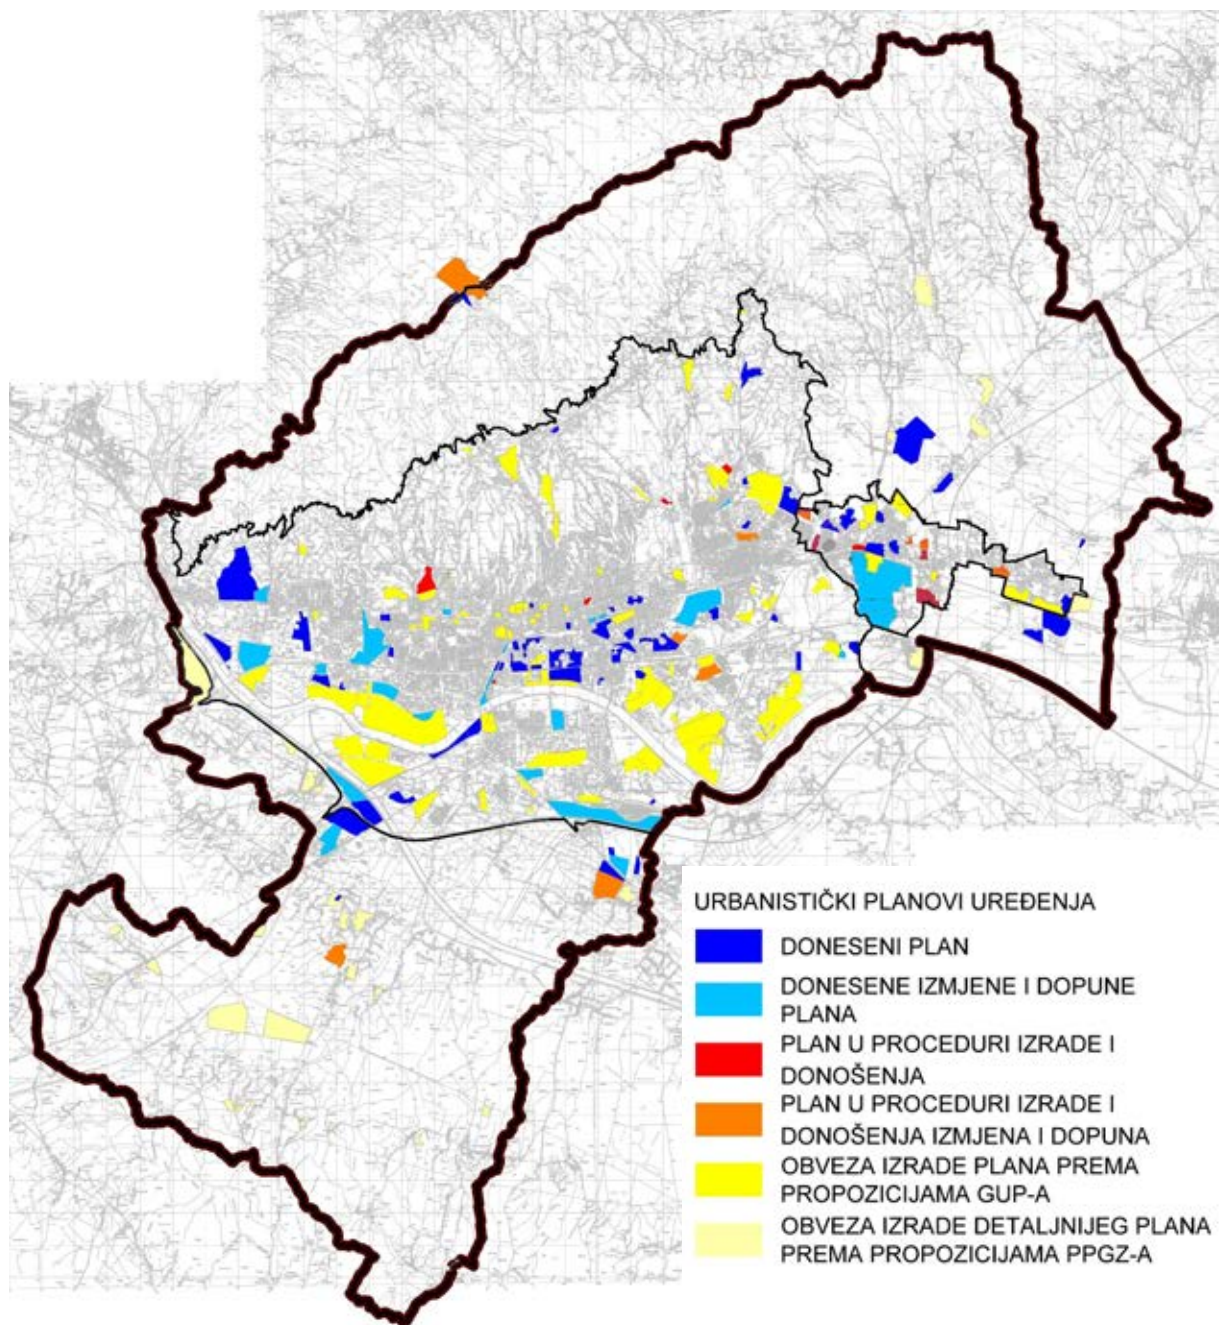 URBANISTIČKI PLANOVI UREĐENJA
DONESENI PLAN
DONESENE IZMJENE I DOPUNE
PLANA
PLAN U PROCEDURI IZRADE I
DONOŠENJA
PLAN U PROCEDURI IZRADE I
DONOŠENJA IZMJENA I DOPUNA
OBVEZA IZRADE PLANA PREMA
PROPOZICIJAMA GUP-A
OBVEZA IZRADE DETALJNIJEG PLANA
PREMA PROPOZICIJAMA PPGZ-A